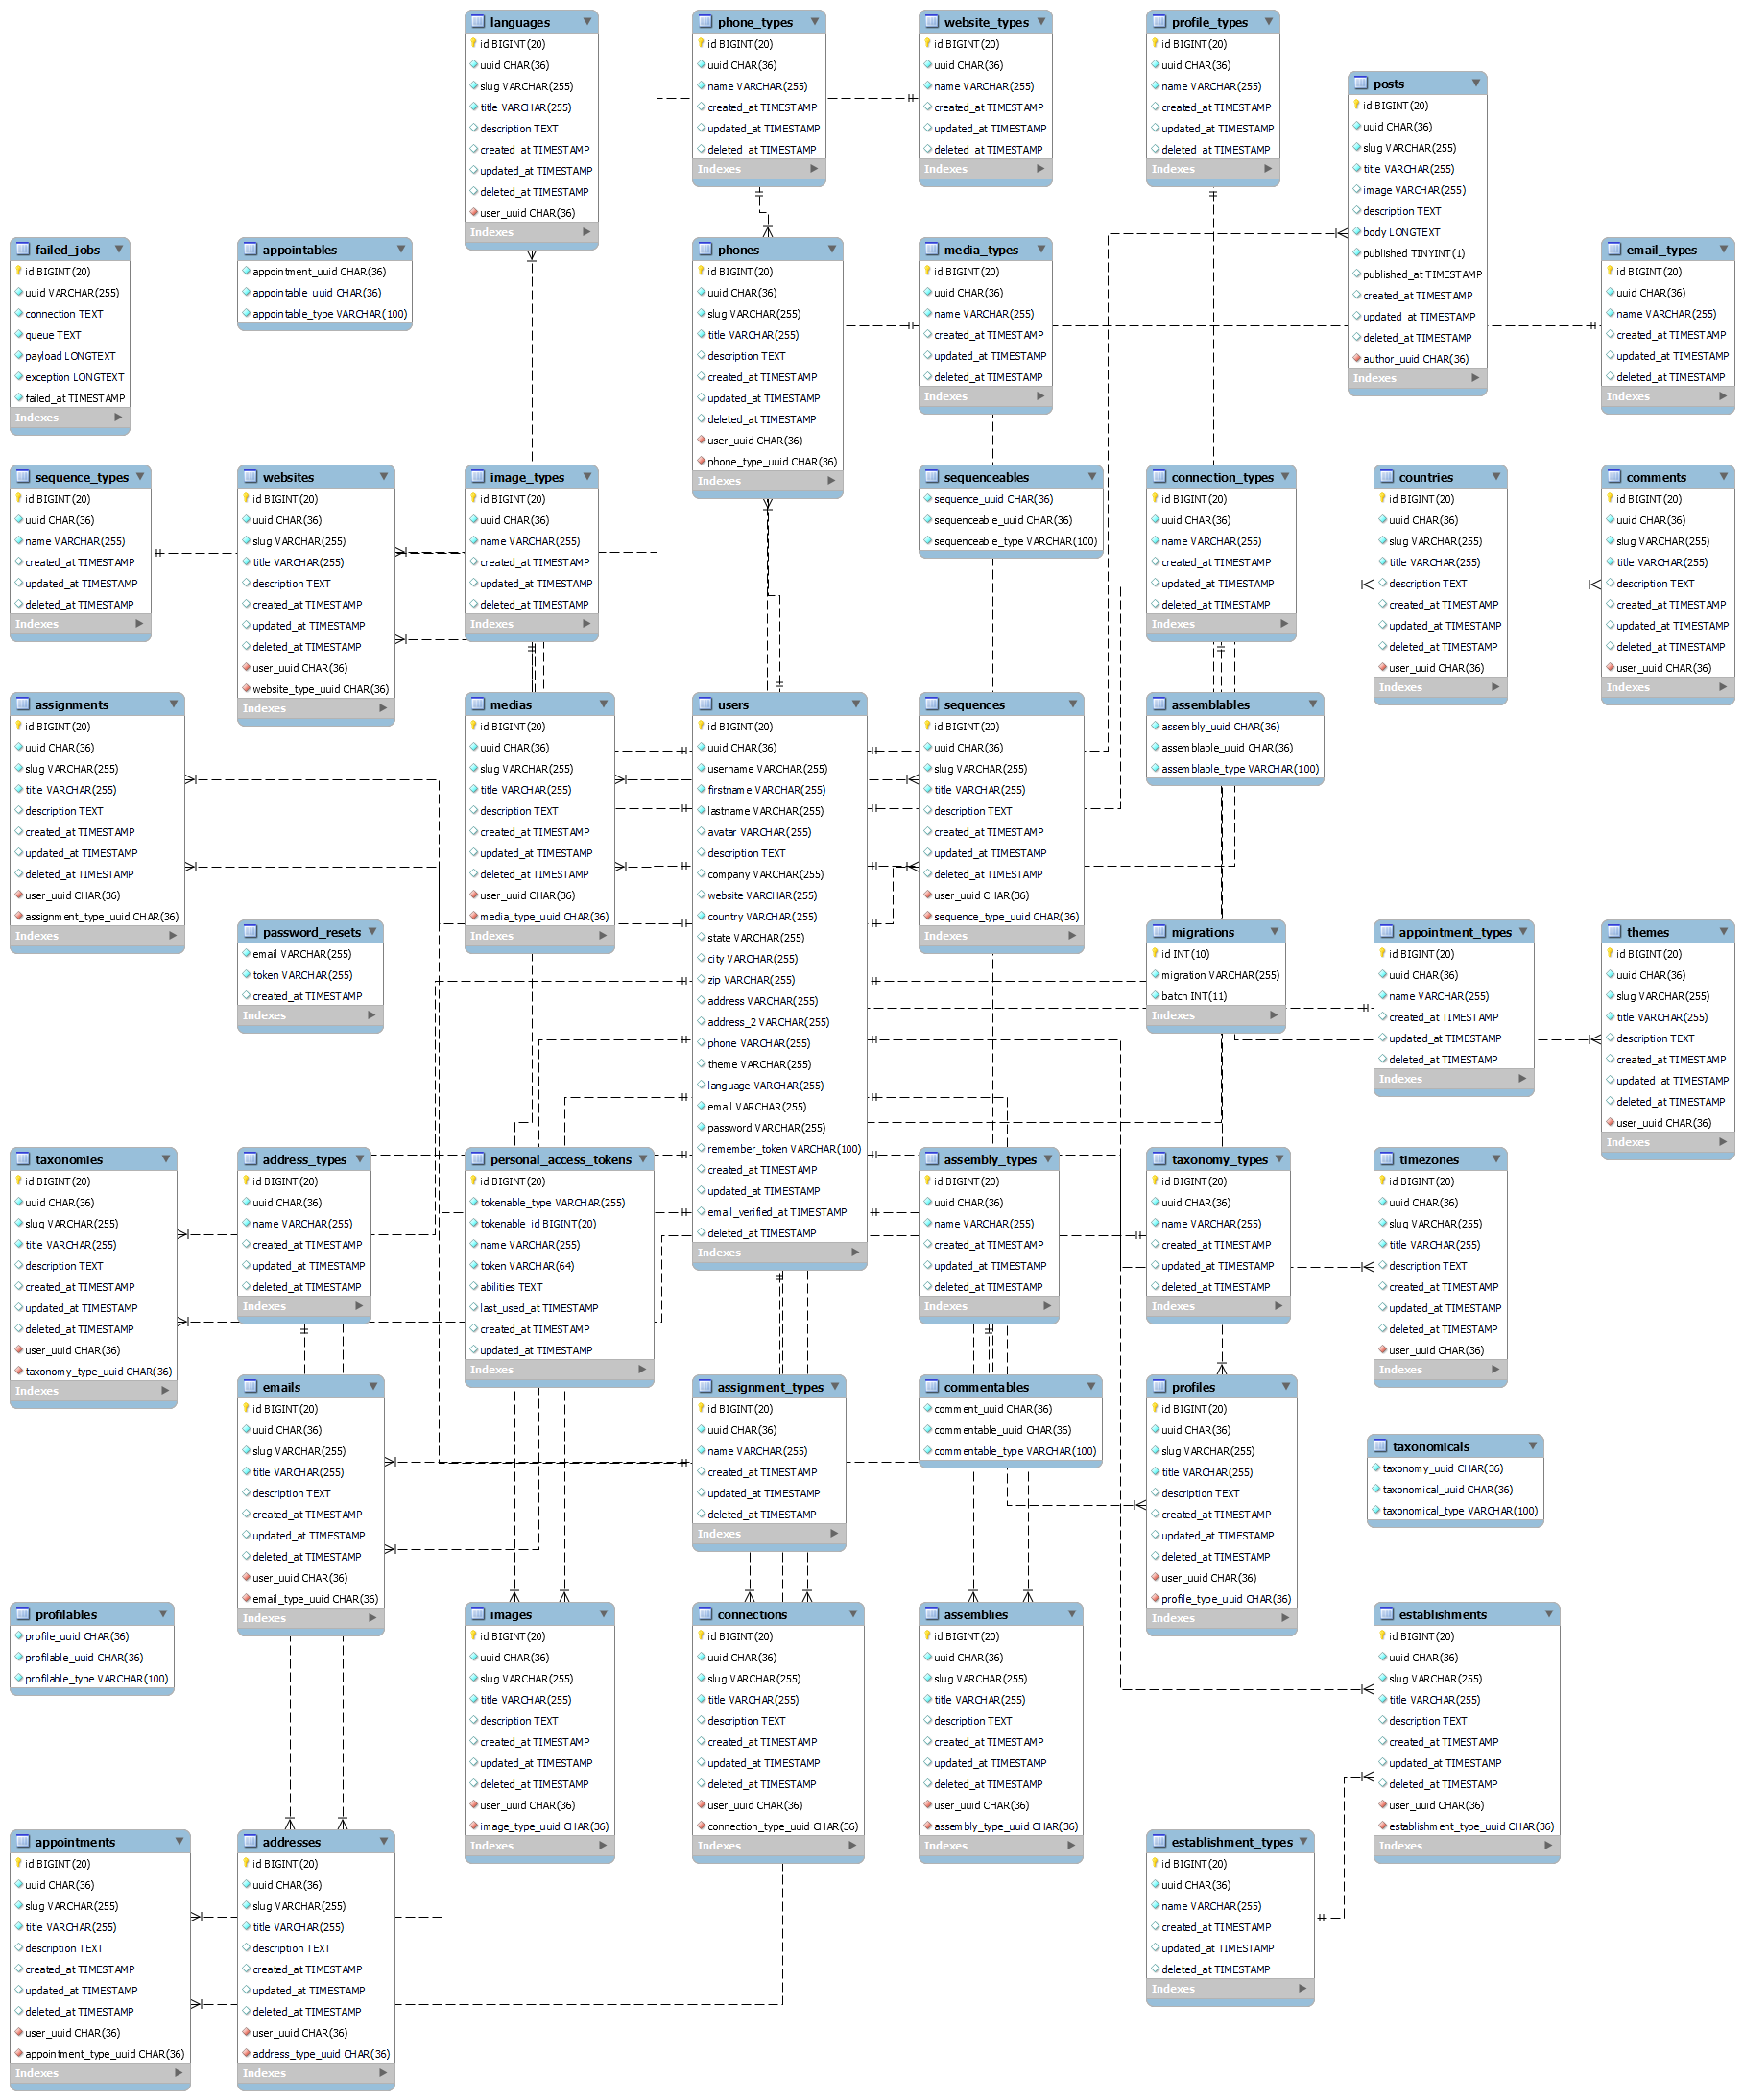 languages
id BIGINT(20)
uuid CHAR(36)
slug VARCHAR(255)
title VARCHAR(255)
description TEXT
created_at TIMESTAMP
updated_at TIMESTAMP
deleted_at TIMESTAMP
user_uuid CHAR(36)
Indexes
phone_types
id BIGINT(20)
uuid CHAR(36)
name VARCHAR(255)
created_at TIMESTAMP
updated_at TIMESTAMP
deleted_at TIMESTAMP
Indexes
website_types
id BIGINT(20)
uuid CHAR(36)
name VARCHAR(255)
created_at TIMESTAMP
updated_at TIMESTAMP
deleted_at TIMESTAMP
Indexes
profile_types
id BIGINT(20)
uuid CHAR(36)
name VARCHAR(255)
created_at TIMESTAMP
updated_at TIMESTAMP
deleted_at TIMESTAMP
Indexes
posts
id BIGINT(20)
uuid CHAR(36)
slug VARCHAR(255)
title VARCHAR(255)
image VARCHAR(255)
description TEXT
body LONGTEXT
published TINYINT(1)
published_at TIMESTAMP
created_at TIMESTAMP
updated_at TIMESTAMP
deleted_at TIMESTAMP
author_uuid CHAR(36)
Indexes
failed_jobs
id BIGINT(20)
uuid VARCHAR(255)
connection TEXT
queue TEXT
payload LONGTEXT
exception LONGTEXT
failed_at TIMESTAMP
Indexes
appointables
appointment_uuid CHAR(36)
appointable_uuid CHAR(36)
appointable_type VARCHAR(100)
phones
id BIGINT(20)
uuid CHAR(36)
slug VARCHAR(255)
title VARCHAR(255)
description TEXT
created_at TIMESTAMP
updated_at TIMESTAMP
deleted_at TIMESTAMP
user_uuid CHAR(36)
phone_type_uuid CHAR(36)
Indexes
media_types
id BIGINT(20)
uuid CHAR(36)
name VARCHAR(255)
created_at TIMESTAMP
updated_at TIMESTAMP
deleted_at TIMESTAMP
Indexes
email_types
id BIGINT(20)
uuid CHAR(36)
name VARCHAR(255)
created_at TIMESTAMP
updated_at TIMESTAMP
deleted_at TIMESTAMP
Indexes
sequence_types
id BIGINT(20)
uuid CHAR(36)
name VARCHAR(255)
created_at TIMESTAMP
updated_at TIMESTAMP
deleted_at TIMESTAMP
Indexes
websites
id BIGINT(20)
uuid CHAR(36)
slug VARCHAR(255)
title VARCHAR(255)
description TEXT
created_at TIMESTAMP
updated_at TIMESTAMP
deleted_at TIMESTAMP
user_uuid CHAR(36)
website_type_uuid CHAR(36)
Indexes
image_types
id BIGINT(20)
uuid CHAR(36)
name VARCHAR(255)
created_at TIMESTAMP
updated_at TIMESTAMP
deleted_at TIMESTAMP
Indexes
sequenceables
sequence_uuid CHAR(36)
sequenceable_uuid CHAR(36)
sequenceable_type VARCHAR(100)
connection_types
id BIGINT(20)
uuid CHAR(36)
name VARCHAR(255)
created_at TIMESTAMP
updated_at TIMESTAMP
deleted_at TIMESTAMP
Indexes
countries
id BIGINT(20)
uuid CHAR(36)
slug VARCHAR(255)
title VARCHAR(255)
description TEXT
created_at TIMESTAMP
updated_at TIMESTAMP
deleted_at TIMESTAMP
user_uuid CHAR(36)
Indexes
comments
id BIGINT(20)
uuid CHAR(36)
slug VARCHAR(255)
title VARCHAR(255)
description TEXT
created_at TIMESTAMP
updated_at TIMESTAMP
deleted_at TIMESTAMP
user_uuid CHAR(36)
Indexes
assignments
id BIGINT(20)
uuid CHAR(36)
slug VARCHAR(255)
title VARCHAR(255)
description TEXT
created_at TIMESTAMP
updated_at TIMESTAMP
deleted_at TIMESTAMP
user_uuid CHAR(36)
assignment_type_uuid CHAR(36)
Indexes
medias
id BIGINT(20)
uuid CHAR(36)
slug VARCHAR(255)
title VARCHAR(255)
description TEXT
created_at TIMESTAMP
updated_at TIMESTAMP
deleted_at TIMESTAMP
user_uuid CHAR(36)
media_type_uuid CHAR(36)
Indexes
users
id BIGINT(20)
uuid CHAR(36)
username VARCHAR(255)
firstname VARCHAR(255)
lastname VARCHAR(255)
avatar VARCHAR(255)
description TEXT
company VARCHAR(255)
website VARCHAR(255)
country VARCHAR(255)
state VARCHAR(255)
city VARCHAR(255)
zip VARCHAR(255)
address VARCHAR(255)
address_2 VARCHAR(255)
phone VARCHAR(255)
theme VARCHAR(255)
language VARCHAR(255)
email VARCHAR(255)
password VARCHAR(255)
remember_token VARCHAR(100)
created_at TIMESTAMP
updated_at TIMESTAMP
email_verified_at TIMESTAMP
deleted_at TIMESTAMP
Indexes
sequences
id BIGINT(20)
uuid CHAR(36)
slug VARCHAR(255)
title VARCHAR(255)
description TEXT
created_at TIMESTAMP
updated_at TIMESTAMP
deleted_at TIMESTAMP
user_uuid CHAR(36)
sequence_type_uuid CHAR(36)
Indexes
assemblables
assembly_uuid CHAR(36)
assemblable_uuid CHAR(36)
assemblable_type VARCHAR(100)
password_resets
email VARCHAR(255)
token VARCHAR(255)
created_at TIMESTAMP
Indexes
migrations
id INT(10)
migration VARCHAR(255)
batch INT(11)
Indexes
appointment_types
id BIGINT(20)
uuid CHAR(36)
name VARCHAR(255)
created_at TIMESTAMP
updated_at TIMESTAMP
deleted_at TIMESTAMP
Indexes
themes
id BIGINT(20)
uuid CHAR(36)
slug VARCHAR(255)
title VARCHAR(255)
description TEXT
created_at TIMESTAMP
updated_at TIMESTAMP
deleted_at TIMESTAMP
user_uuid CHAR(36)
Indexes
taxonomies
id BIGINT(20)
uuid CHAR(36)
slug VARCHAR(255)
title VARCHAR(255)
description TEXT
created_at TIMESTAMP
updated_at TIMESTAMP
deleted_at TIMESTAMP
user_uuid CHAR(36)
taxonomy_type_uuid CHAR(36)
Indexes
address_types
id BIGINT(20)
uuid CHAR(36)
name VARCHAR(255)
created_at TIMESTAMP
updated_at TIMESTAMP
deleted_at TIMESTAMP
Indexes
personal_access_tokens
id BIGINT(20)
tokenable_type VARCHAR(255)
tokenable_id BIGINT(20)
name VARCHAR(255)
token VARCHAR(64)
abilities TEXT
last_used_at TIMESTAMP
created_at TIMESTAMP
updated_at TIMESTAMP
Indexes
assembly_types
id BIGINT(20)
uuid CHAR(36)
name VARCHAR(255)
created_at TIMESTAMP
updated_at TIMESTAMP
deleted_at TIMESTAMP
Indexes
taxonomy_types
id BIGINT(20)
uuid CHAR(36)
name VARCHAR(255)
created_at TIMESTAMP
updated_at TIMESTAMP
deleted_at TIMESTAMP
Indexes
timezones
id BIGINT(20)
uuid CHAR(36)
slug VARCHAR(255)
title VARCHAR(255)
description TEXT
created_at TIMESTAMP
updated_at TIMESTAMP
deleted_at TIMESTAMP
user_uuid CHAR(36)
Indexes
emails
id BIGINT(20)
uuid CHAR(36)
slug VARCHAR(255)
title VARCHAR(255)
description TEXT
created_at TIMESTAMP
updated_at TIMESTAMP
deleted_at TIMESTAMP
user_uuid CHAR(36)
email_type_uuid CHAR(36)
Indexes
assignment_types
id BIGINT(20)
uuid CHAR(36)
name VARCHAR(255)
created_at TIMESTAMP
updated_at TIMESTAMP
deleted_at TIMESTAMP
Indexes
commentables
comment_uuid CHAR(36)
commentable_uuid CHAR(36)
commentable_type VARCHAR(100)
profiles
id BIGINT(20)
uuid CHAR(36)
slug VARCHAR(255)
title VARCHAR(255)
description TEXT
created_at TIMESTAMP
updated_at TIMESTAMP
deleted_at TIMESTAMP
user_uuid CHAR(36)
profile_type_uuid CHAR(36)
Indexes
taxonomicals
taxonomy_uuid CHAR(36)
taxonomical_uuid CHAR(36)
taxonomical_type VARCHAR(100)
profilables
profile_uuid CHAR(36)
profilable_uuid CHAR(36)
profilable_type VARCHAR(100)
images
id BIGINT(20)
uuid CHAR(36)
slug VARCHAR(255)
title VARCHAR(255)
description TEXT
created_at TIMESTAMP
updated_at TIMESTAMP
deleted_at TIMESTAMP
user_uuid CHAR(36)
image_type_uuid CHAR(36)
Indexes
connections
id BIGINT(20)
uuid CHAR(36)
slug VARCHAR(255)
title VARCHAR(255)
description TEXT
created_at TIMESTAMP
updated_at TIMESTAMP
deleted_at TIMESTAMP
user_uuid CHAR(36)
connection_type_uuid CHAR(36)
Indexes
assemblies
id BIGINT(20)
uuid CHAR(36)
slug VARCHAR(255)
title VARCHAR(255)
description TEXT
created_at TIMESTAMP
updated_at TIMESTAMP
deleted_at TIMESTAMP
user_uuid CHAR(36)
assembly_type_uuid CHAR(36)
Indexes
establishments
id BIGINT(20)
uuid CHAR(36)
slug VARCHAR(255)
title VARCHAR(255)
description TEXT
created_at TIMESTAMP
updated_at TIMESTAMP
deleted_at TIMESTAMP
user_uuid CHAR(36)
establishment_type_uuid CHAR(36)
Indexes
appointments
id BIGINT(20)
uuid CHAR(36)
slug VARCHAR(255)
title VARCHAR(255)
description TEXT
created_at TIMESTAMP
updated_at TIMESTAMP
deleted_at TIMESTAMP
user_uuid CHAR(36)
appointment_type_uuid CHAR(36)
Indexes
addresses
id BIGINT(20)
uuid CHAR(36)
slug VARCHAR(255)
title VARCHAR(255)
description TEXT
created_at TIMESTAMP
updated_at TIMESTAMP
deleted_at TIMESTAMP
user_uuid CHAR(36)
address_type_uuid CHAR(36)
Indexes
establishment_types
id BIGINT(20)
uuid CHAR(36)
name VARCHAR(255)
created_at TIMESTAMP
updated_at TIMESTAMP
deleted_at TIMESTAMP
Indexes